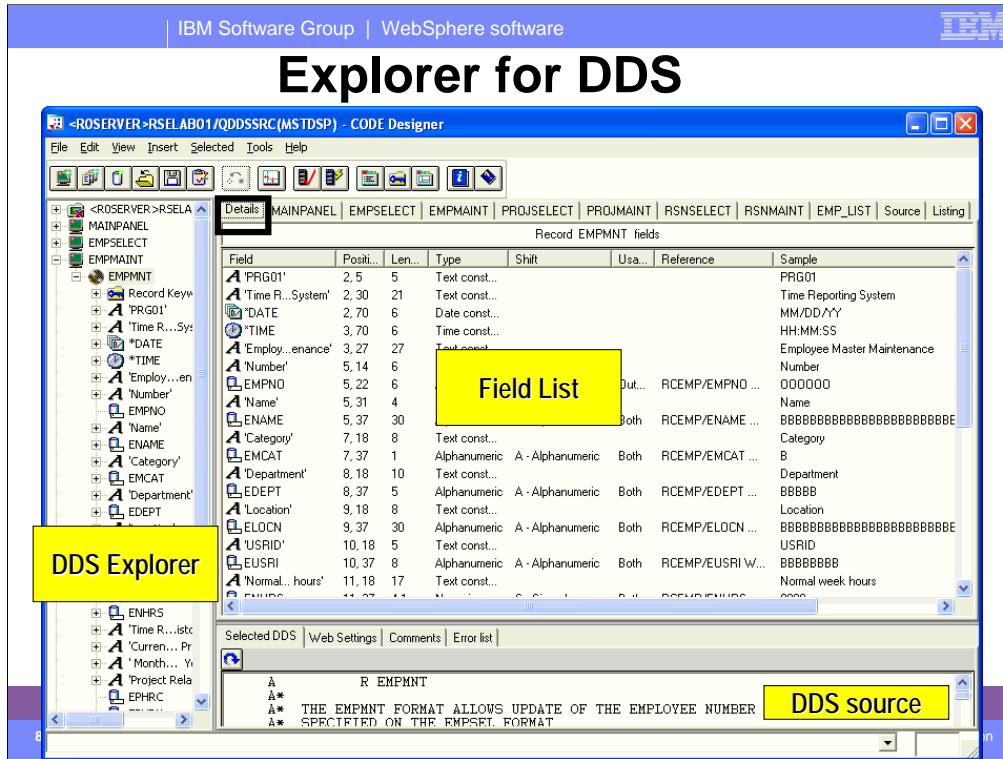 IBM Software Group | WebSphere software
IBM
Explorer for DDS
<ROSERVER>RSELAB01/QDDSSRC(MSTDSP) - CODE Designer
File Edit View Insert Selected Tools Help
<ROSERVER>RSELA
MAINPANEL
EMPSELECT
EMPMAINT
EMPMNT
Record Keyw
'PRG01'
'Time R...Sys
*DATE
*TIME
'Employ...en
'Number'
EMPNO
'Name'
ENAME
'Category'
EMCAT
'Department'
EDEPT
DDS Explorer
ENHRS
'Time R...istc
'Curren... Pr
'Month... Y
'Project Rela
EPHRC
Details MAINPANEL EMPSELECT EMPMAINT PROJSELECT PROJMAINT RSNSELECT RSNMAINT EMP_LIST Source Listing
Record EMPMNT fields
Field Positi... Len... Type Shift Usa... Reference Sample
'PRG01' 2, 5 5 Text const... PRG01
'Time R...System' 2, 30 21 Text const... Time Reporting System
*DATE 2, 70 6 Date const... MM/DD/YY
*TIME 3, 70 6 Time const... HH:MM:SS
'Employ...enance' 3, 27 27 Text const... Employee Master Maintenance
'Number' 5, 14 6 Number
EMPNO 5, 22 6 Out... RCEMP/EMPNO ... OOOOOO
'Name' 5, 31 4 Name
ENAME 5, 37 30 Both RCEMP/ENAME ... BBBBBBBBBBBBBBBBBBBBBBBBBB
'Category' 7, 18 8 Text const... Category
EMCAT 7, 37 1 Alphanumeric A - Alphanumeric Both RCEMP/EMCAT ... B
'Department' 8, 18 10 Text const... Department
EDEPT 8, 37 5 Alphanumeric A - Alphanumeric Both RCEMP/EDEPT ... BBBBB
'Location' 9, 18 8 Text const... Location
ELOCN 9, 37 30 Alphanumeric A - Alphanumeric Both RCEMP/ELOCN ... BBBBBBBBBBBBBBBBBBBBBBBBBB
'USRID' 10, 18 5 Text const... USRID
EUSRI 10, 37 8 Alphanumeric A - Alphanumeric Both RCEMP/EUSRI W... BBBBBBBB
'Normal... hours' 11, 18 17 Text const... Normal week hours
Field List
Selected DDS Web Settings Comments Error list
A R EMPMNT
A*
A* THE EMPMNT FORMAT ALLOWS UPDATE OF THE EMPLOYEE NUMBER
A* SPECIFIED ON THE EMPSEL FORMAT
DDS source
8